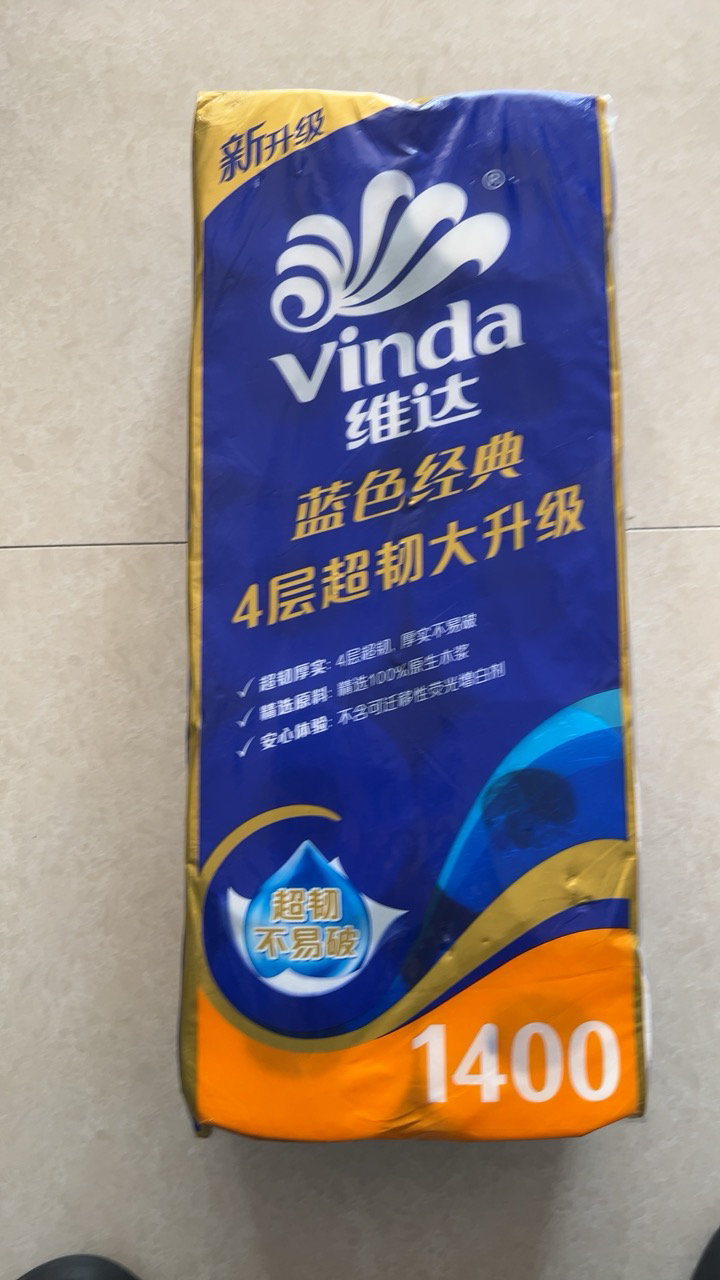 新升级
®
Vinda
维达
蓝色经典
4层超韧大升级
✓ 超韧厚实: 4层超韧, 厚实不易破
✓ 精选原料: 精选100%原生木浆
✓ 安心体验: 不含可迁移性荧光增白剂
超韧
不易破
1400